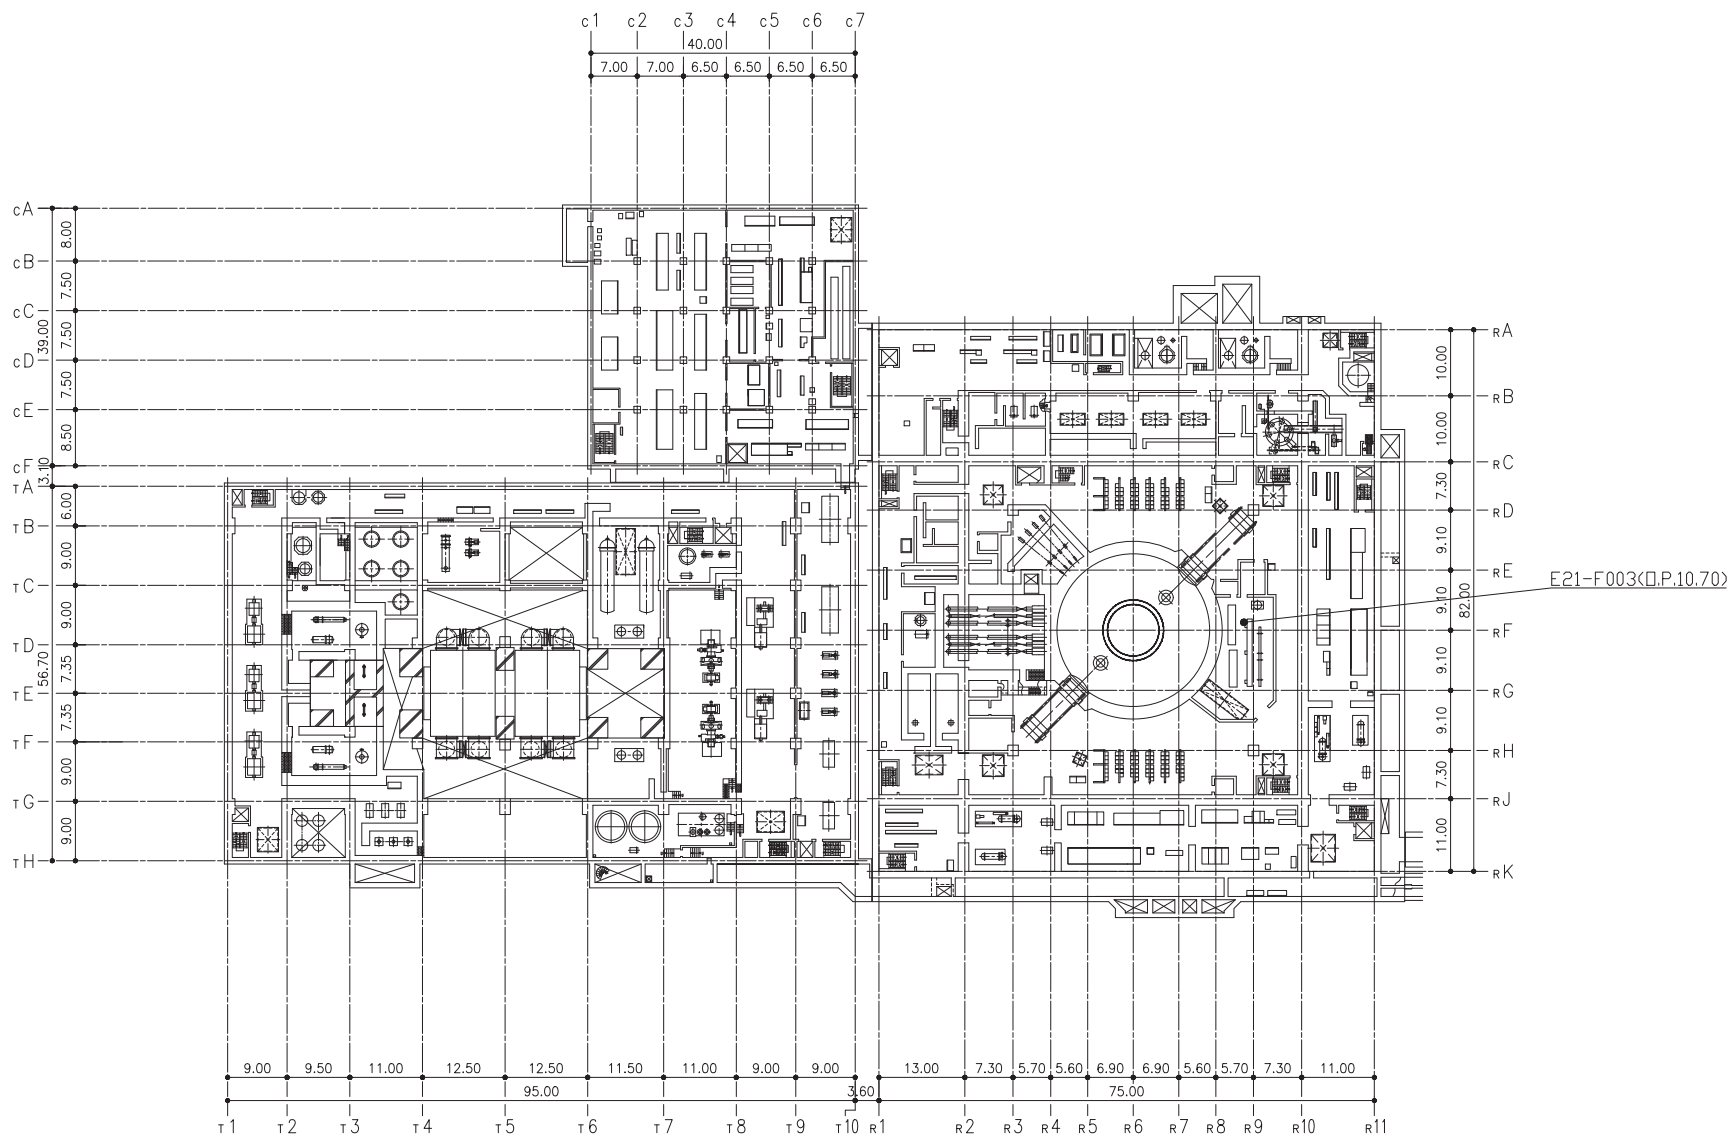 c1 c2 c3 c4 c5 c6 c7
40.00
7.00 7.00 6.50 6.50 6.50 6.50
cA
8.00
cB
7.50
cC
39.00
7.50
cD
7.50
cE
8.50
cF
3.10
TA
6.00
TB
9.00
TC
9.00
TD
7.35
56.70
TE
7.35
TF
9.00
TG
9.00
TH
RA
10.00
RB
10.00
RC
7.30
RD
9.10
RE
E21-F003(O.P.10.70)
9.10
82.00
RF
9.10
RG
9.10
RH
7.30
RJ
11.00
RK
9.00 9.50 11.00 12.50 12.50 11.50 11.00 9.00 9.00 13.00 7.30 5.70 5.60 6.90 6.90 5.60 5.70 7.30 11.00
95.00 3.60 75.00
T1 T2 T3 T4 T5 T6 T7 T8 T9 T10 R1 R2 R3 R4 R5 R6 R7 R8 R9 R10 R11